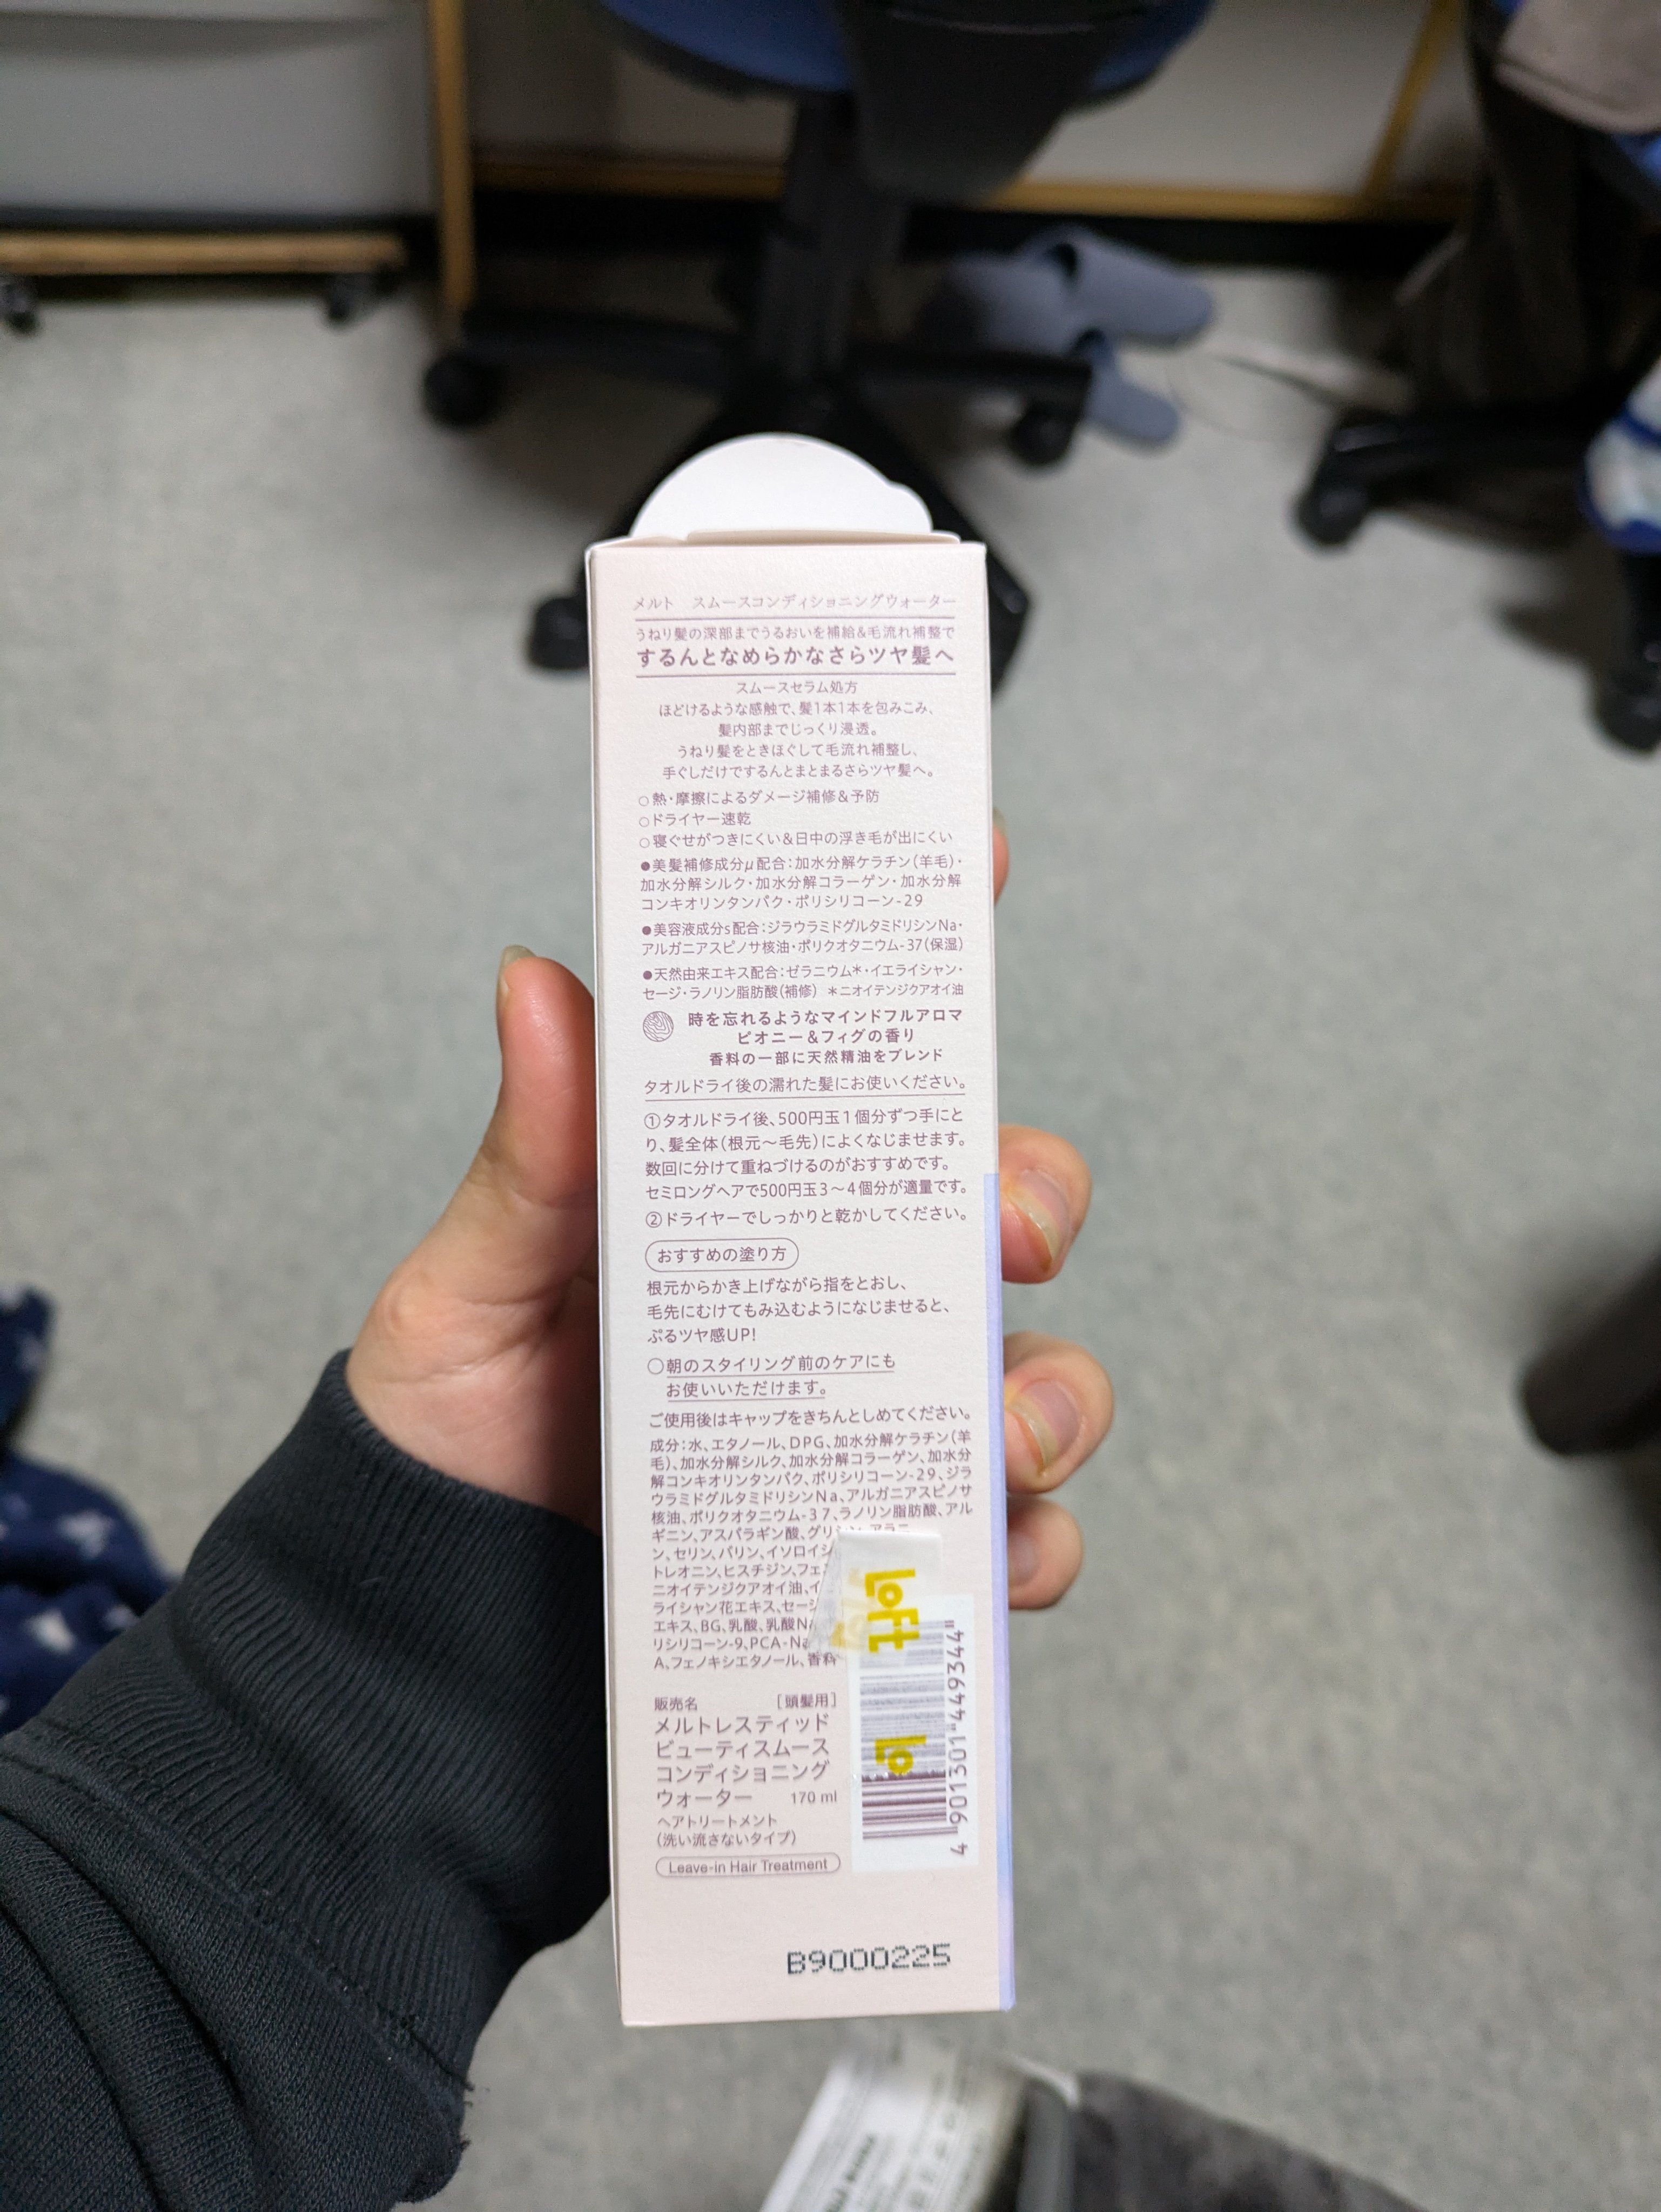 メルト　スムースコンディショニングウォーター
うねり髪の深部までうるおいを補給&毛流れ補整で
するんとなめらかなさらツヤ髪へ
スムースセラム処方
ほどけるような感触で、髪1本1本を包みこみ、
髪内部までじっくり浸透。
うねり髪をときほぐして毛流れ補整し、
手ぐしだけでするんとまとまるさらツヤ髪へ。
○熱・摩擦によるダメージ補修&予防
○ドライヤー速乾
○寝ぐせがつきにくい&日中の浮き毛が出にくい
●美髪補修成分μ配合:加水分解ケラチン(羊毛)・
加水分解シルク・加水分解コラーゲン・加水分解
コンキオリンタンパク・ポリシリコーン-29
●美容液成分s配合:ジラウラミドグルタミドリシンNa・
アルガニアスピノサ核油・ポリクオタニウム-37(保湿)
●天然由来エキス配合:ゼラニウム*・イエライシャン・
セージ・ラノリン脂肪酸(補修) *ニオイテンジクアオイ油
時を忘れるようなマインドフルアロマ
ピオニー&フィグの香り
香料の一部に天然精油をブレンド
タオルドライ後の濡れた髪にお使いください。
①タオルドライ後、500円玉1個分ずつ手にと
り、髪全体(根元～毛先)によくなじませます。
数回に分けて重ねづけるのがおすすめです。
セミロングヘアで500円玉3～4個分が適量です。
②ドライヤーでしっかりと乾かしてください。
おすすめの塗り方
根元からかき上げながら指をとおし、
毛先にむけてもみ込むようになじませると、
ぷるツヤ感UP!
○朝のスタイリング前のケアにも
お使いいただけます。
ご使用後はキャップをきちんとしめてください。
成分:水、エタノール、DPG、加水分解ケラチン(羊
毛)、加水分解シルク、加水分解コラーゲン、加水分
解コンキオリンタンパク、ポリシリコーン-29、ジラ
ウラミドグルタミドリシンNa、アルガニアスピノサ
核油、ポリクオタニウム-37、ラノリン脂肪酸、アル
ギニン、アスパラギン酸、グリシン、アラニ
ン、セリン、バリン、イソロイシ
トレオニン、ヒスチジン、フェニ
ニオイテンジクアオイ油、イ
ライシャン花エキス、セージ
エキス、BG、乳酸、乳酸N
リシリコーン-9、PCA-Na
A、フェノキシエタノール、香料
Loft
Lo
4 901301 449344
販売名 [頭髪用]
メルトレスティッド
ビューティスムース
コンディショニング
ウォーター 170 ml
ヘアトリートメント
(洗い流さないタイプ)
Leave-in Hair Treatment
B9000225